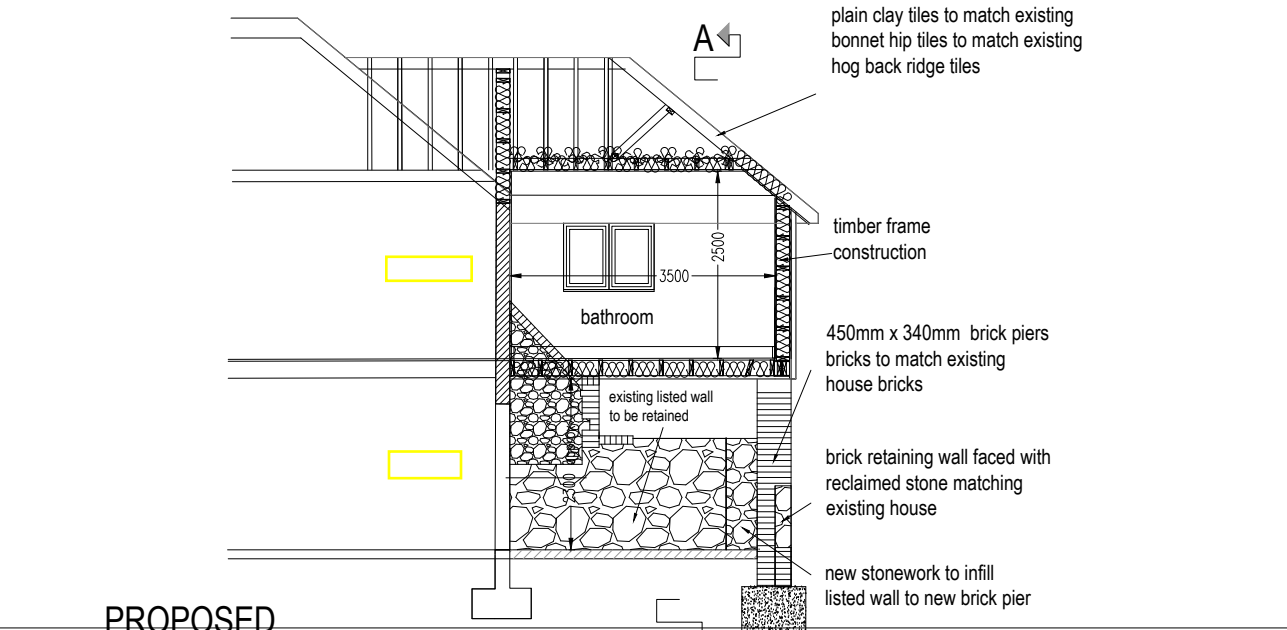 plain clay tiles to match existing
bonnet hip tiles to match existing
hog back ridge tiles
A
timber frame
construction
2500
3500
bathroom
450mm x 340mm brick piers
bricks to match existing
house bricks
existing listed wall
to be retained
brick retaining wall faced with
reclaimed stone matching
existing house
new stonework to infill
listed wall to new brick pier
PROPOSED